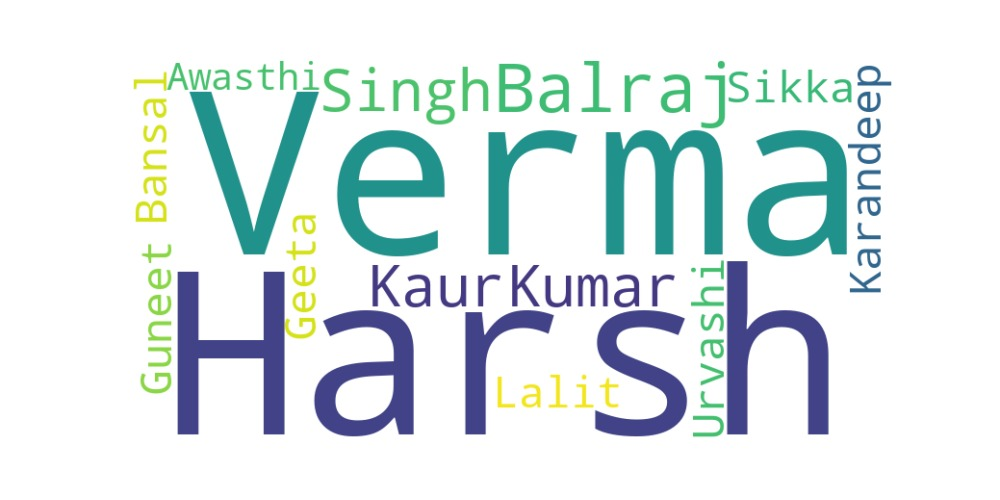 Awasthi
Singh
Balraj
Sikka
Verma
Karandeep
Bansal
Guneet
Geeta
Kaur
Kumar
Harsh
Lalit
Urvashi